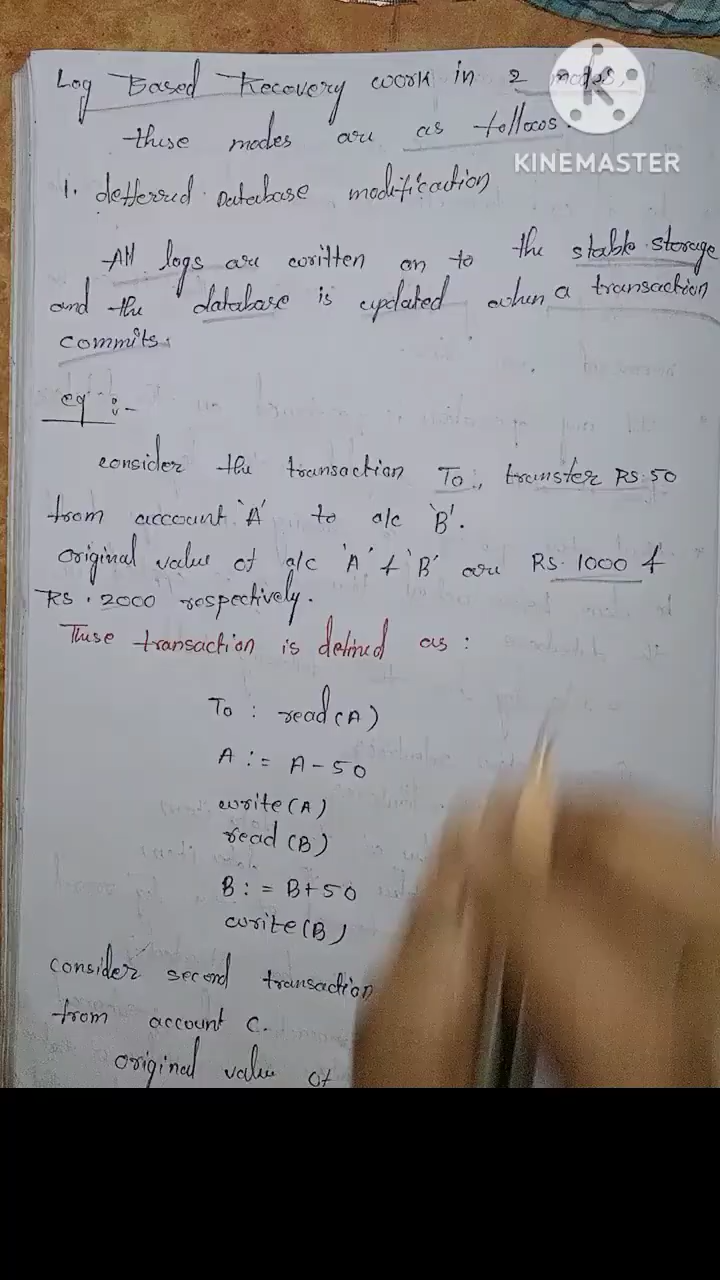 Log Based Recovery work in 2 modes,
these modes are as follows.
KINEMASTER
1. defferred Database modification
All logs are written on to the stable storage
and the database is updated when a transaction
commits.
eg :-
consider the transaction To:, transfer RS.50
from account 'A' to a/c 'B'.
original value of a/c 'A' & 'B' are RS. 1000 &
RS. 2000 respectively.
These transaction is defined as :
To : read(A)
A := A - 50
write(A)
read (B)
B := B + 50
write(B)
consider second transaction
from account C.
original value of